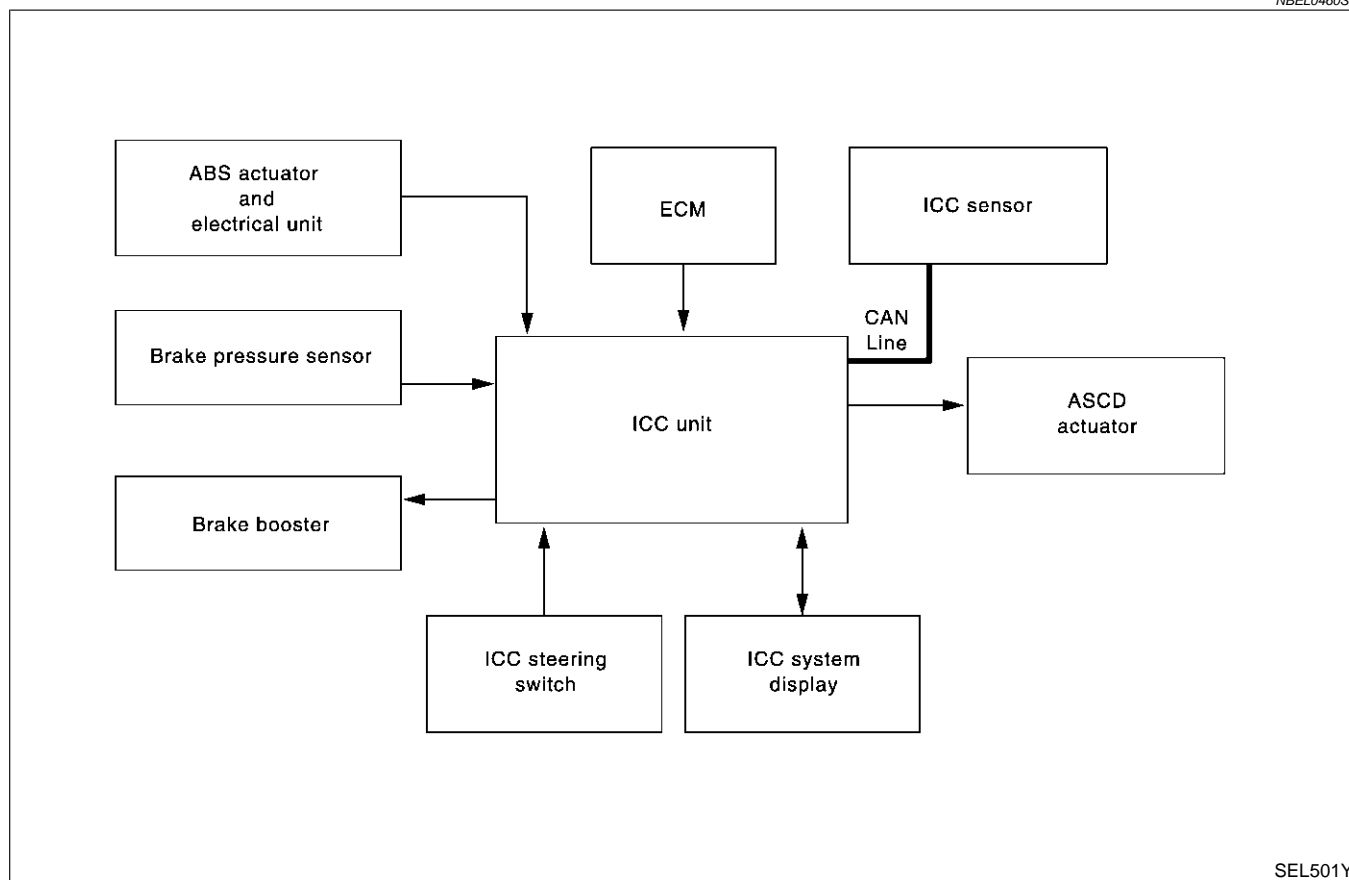 NBEL0460S
ABS actuator
and
electrical unit
ECM
ICC sensor
CAN
Line
Brake pressure sensor
ICC unit
ASCD
actuator
Brake booster
ICC steering
switch
ICC system
display
SEL501Y